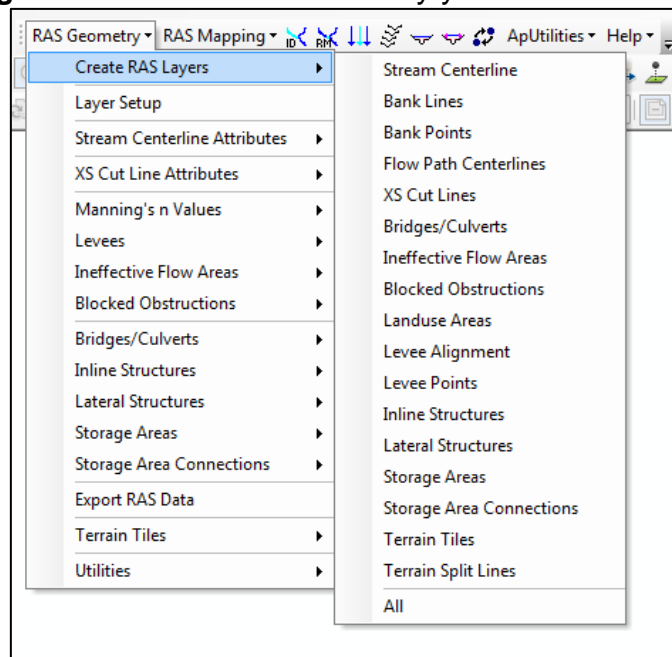 RAS Geometry RAS Mapping ID RM ApUtilities Help
Create RAS Layers
Layer Setup
Stream Centerline Attributes
XS Cut Line Attributes
Manning's n Values
Levees
Ineffective Flow Areas
Blocked Obstructions
Bridges/Culverts
Inline Structures
Lateral Structures
Storage Areas
Storage Area Connections
Export RAS Data
Terrain Tiles
Utilities
Stream Centerline
Bank Lines
Bank Points
Flow Path Centerlines
XS Cut Lines
Bridges/Culverts
Ineffective Flow Areas
Blocked Obstructions
Landuse Areas
Levee Alignment
Levee Points
Inline Structures
Lateral Structures
Storage Areas
Storage Area Connections
Terrain Tiles
Terrain Split Lines
All